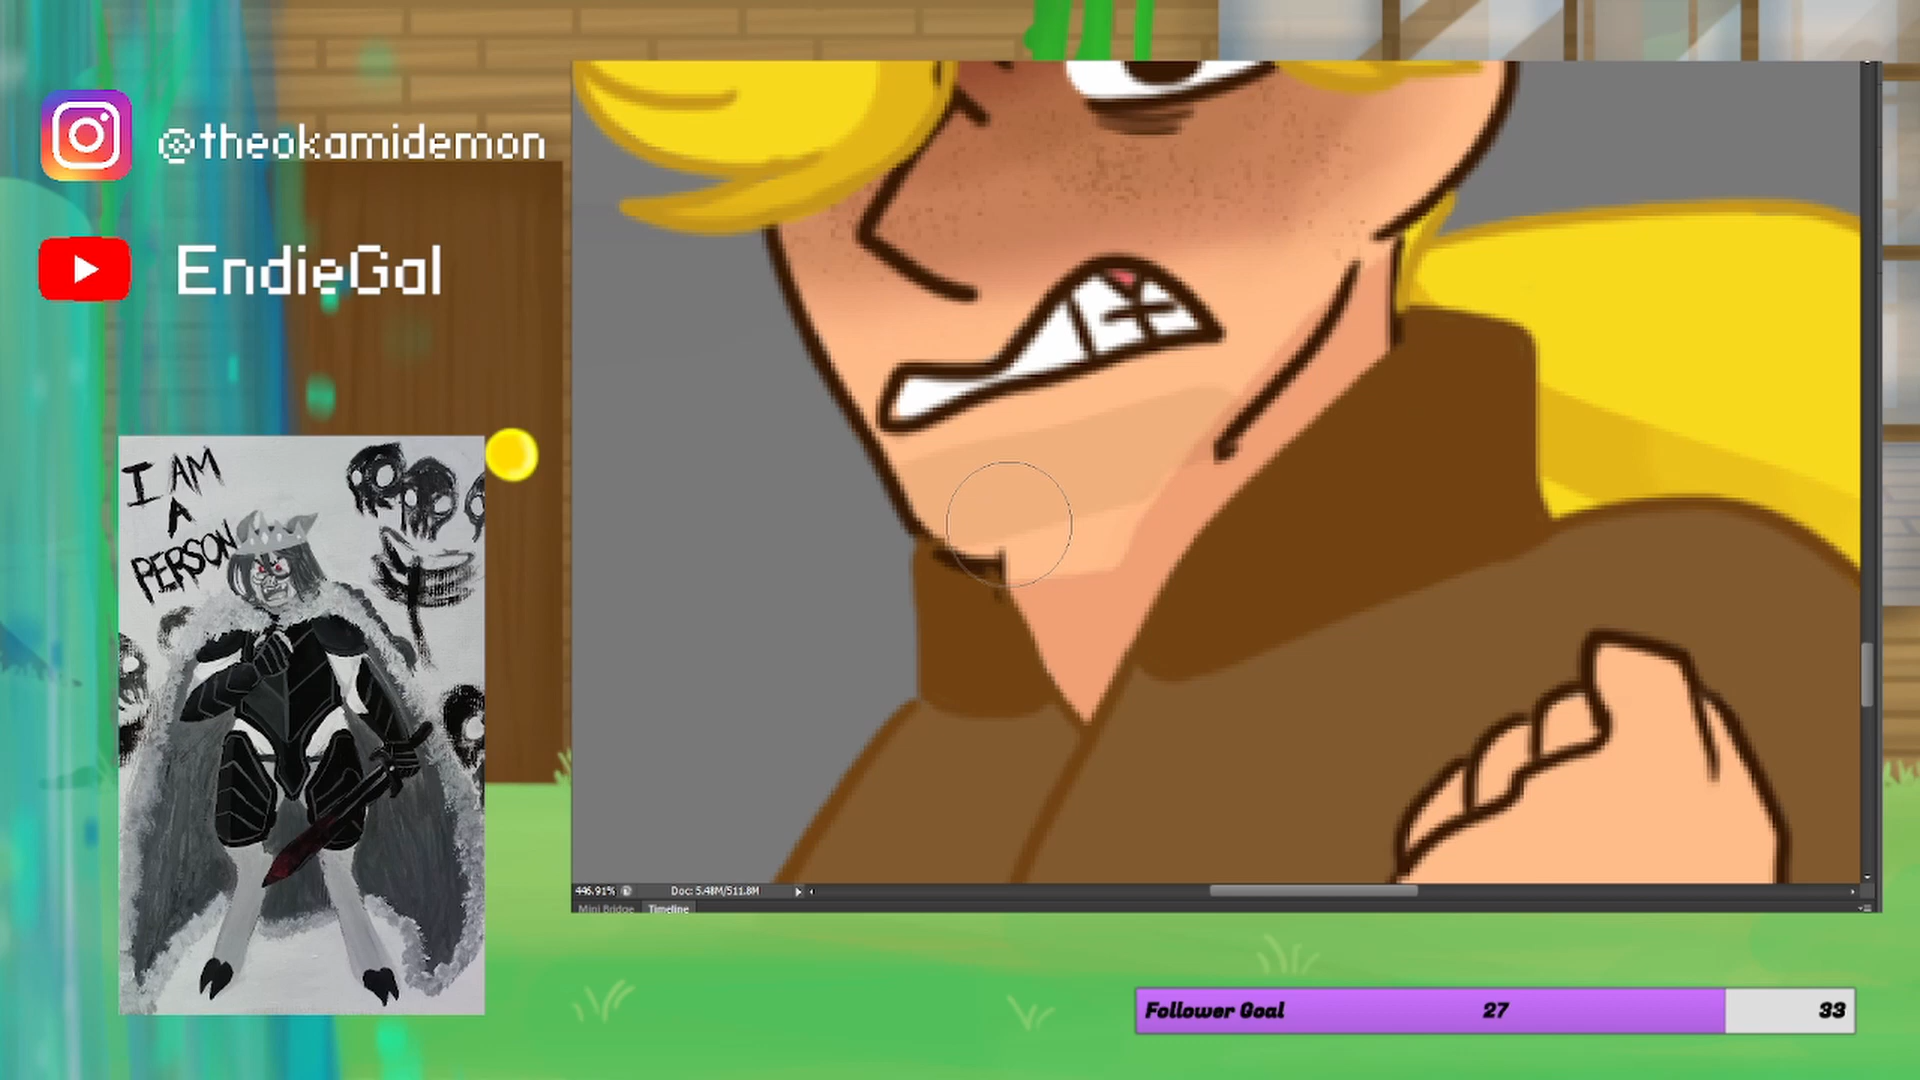 @theokamidemon
EndieGal
I AM
A
PERSON
446.91%
Doc: 5.48M/511.8M
Mini Bridge
Timeline
Follower Goal
27
33